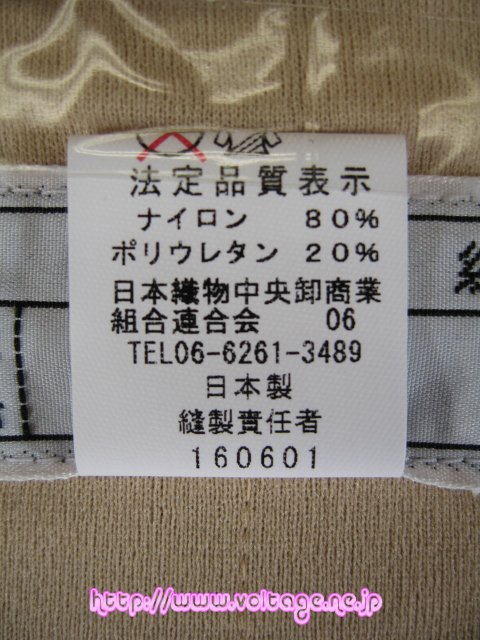 法定品質表示
ナイロン 80%
ポリウレタン 20%
日本織物中央卸商業
組合連合会 06
TEL06-6261-3489
日本製
縫製責任者
160601
http://www.voltage.ne.jp